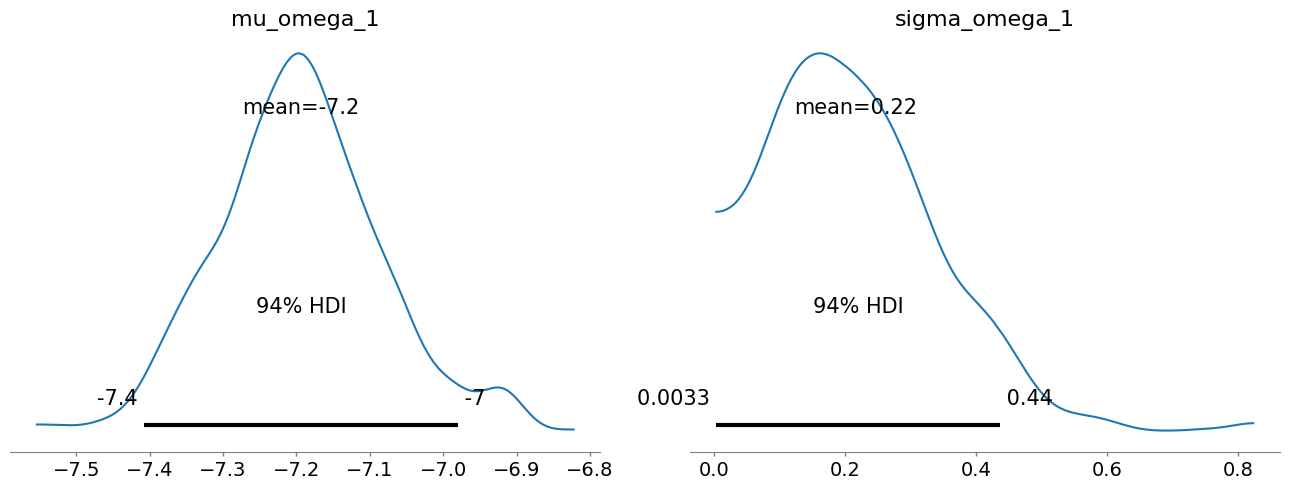 mu_omega_1
mean=-7.2
94% HDI
-7.4
-7
−7.5 −7.4 −7.3 −7.2 −7.1 −7.0 −6.9 −6.8
sigma_omega_1
mean=0.22
94% HDI
0.0033
0.44
0.0 0.2 0.4 0.6 0.8